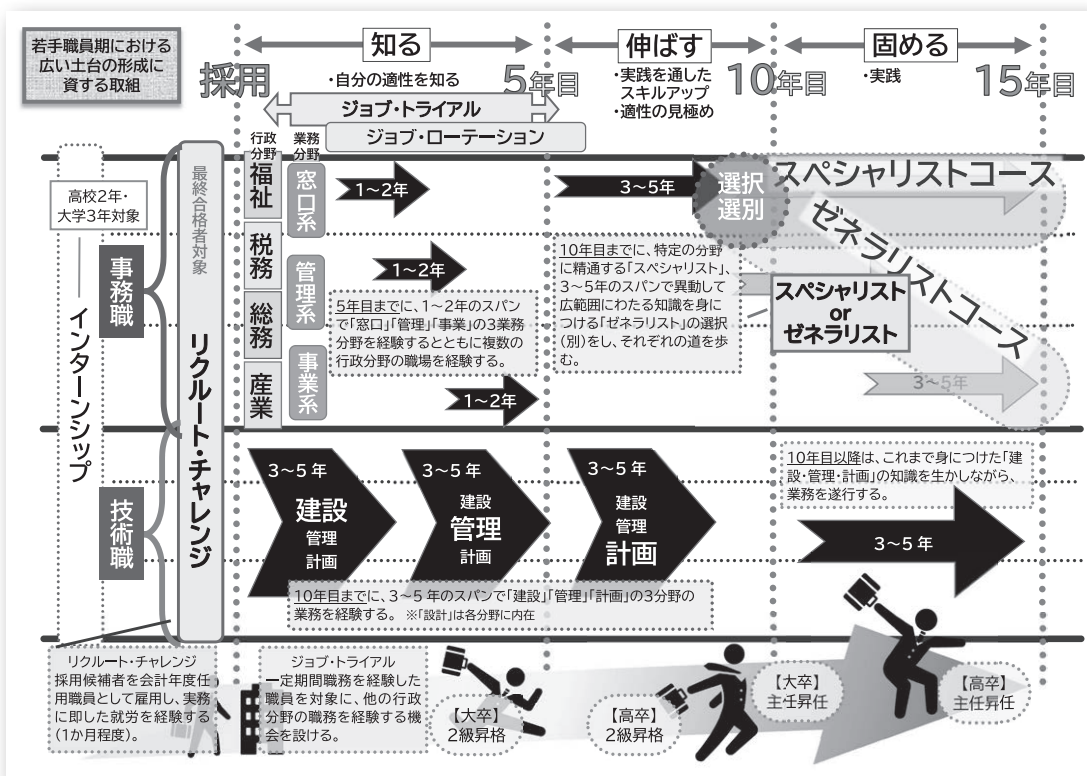 若手職員期における
広い土台の形成に
資する取組
知る
伸ばす
固める
採用
・自分の適性を知る
5年目
・実践を通した
スキルアップ
・適性の見極め
10年目
・実践
15年目
ジョブ・トライアル
ジョブ・ローテーション
行政
分野
業務
分野
高校2年・
大学3年対象
インターンシップ
事務職
技術職
最終合格者対象
リクルート・チャレンジ
福祉
税務
総務
産業
窓口系
管理系
事業系
1~2年
1~2年
1~2年
5年目までに、1~2年のスパン
で「窓口」「管理」「事業」の3業務
分野を経験するとともに複数の
行政分野の職場を経験する。
3~5年
選択
選別
スペシャリストコース
ゼネラリストコース
10年目までに、特定の分野
に精通する「スペシャリスト」、
3~5年のスパンで異動して
広範囲にわたる知識を身に
つける「ゼネラリスト」の選択
(別)をし、それぞれの道を歩
む。
スペシャリスト
or
ゼネラリスト
3~5年
3~5年
建設
管理
計画
3~5年
建設
管理
計画
3~5年
建設
管理
計画
10年目以降は、これまで身につけた「建
設・管理・計画」の知識を生かしながら、
業務を遂行する。
3~5年
10年目までに、3~5年のスパンで「建設」「管理」「計画」の3分野の
業務を経験する。 ※「設計」は各分野に内在
リクルート・チャレンジ
採用候補者を会計年度任
用職員として雇用し、実務
に即した就労を経験する
(1か月程度)。
ジョブ・トライアル
一定期間職務を経験した
職員を対象に、他の行政
分野の職務を経験する機
会を設ける。
【大卒】
2級昇格
【高卒】
2級昇格
【大卒】
主任昇任
【高卒】
主任昇任